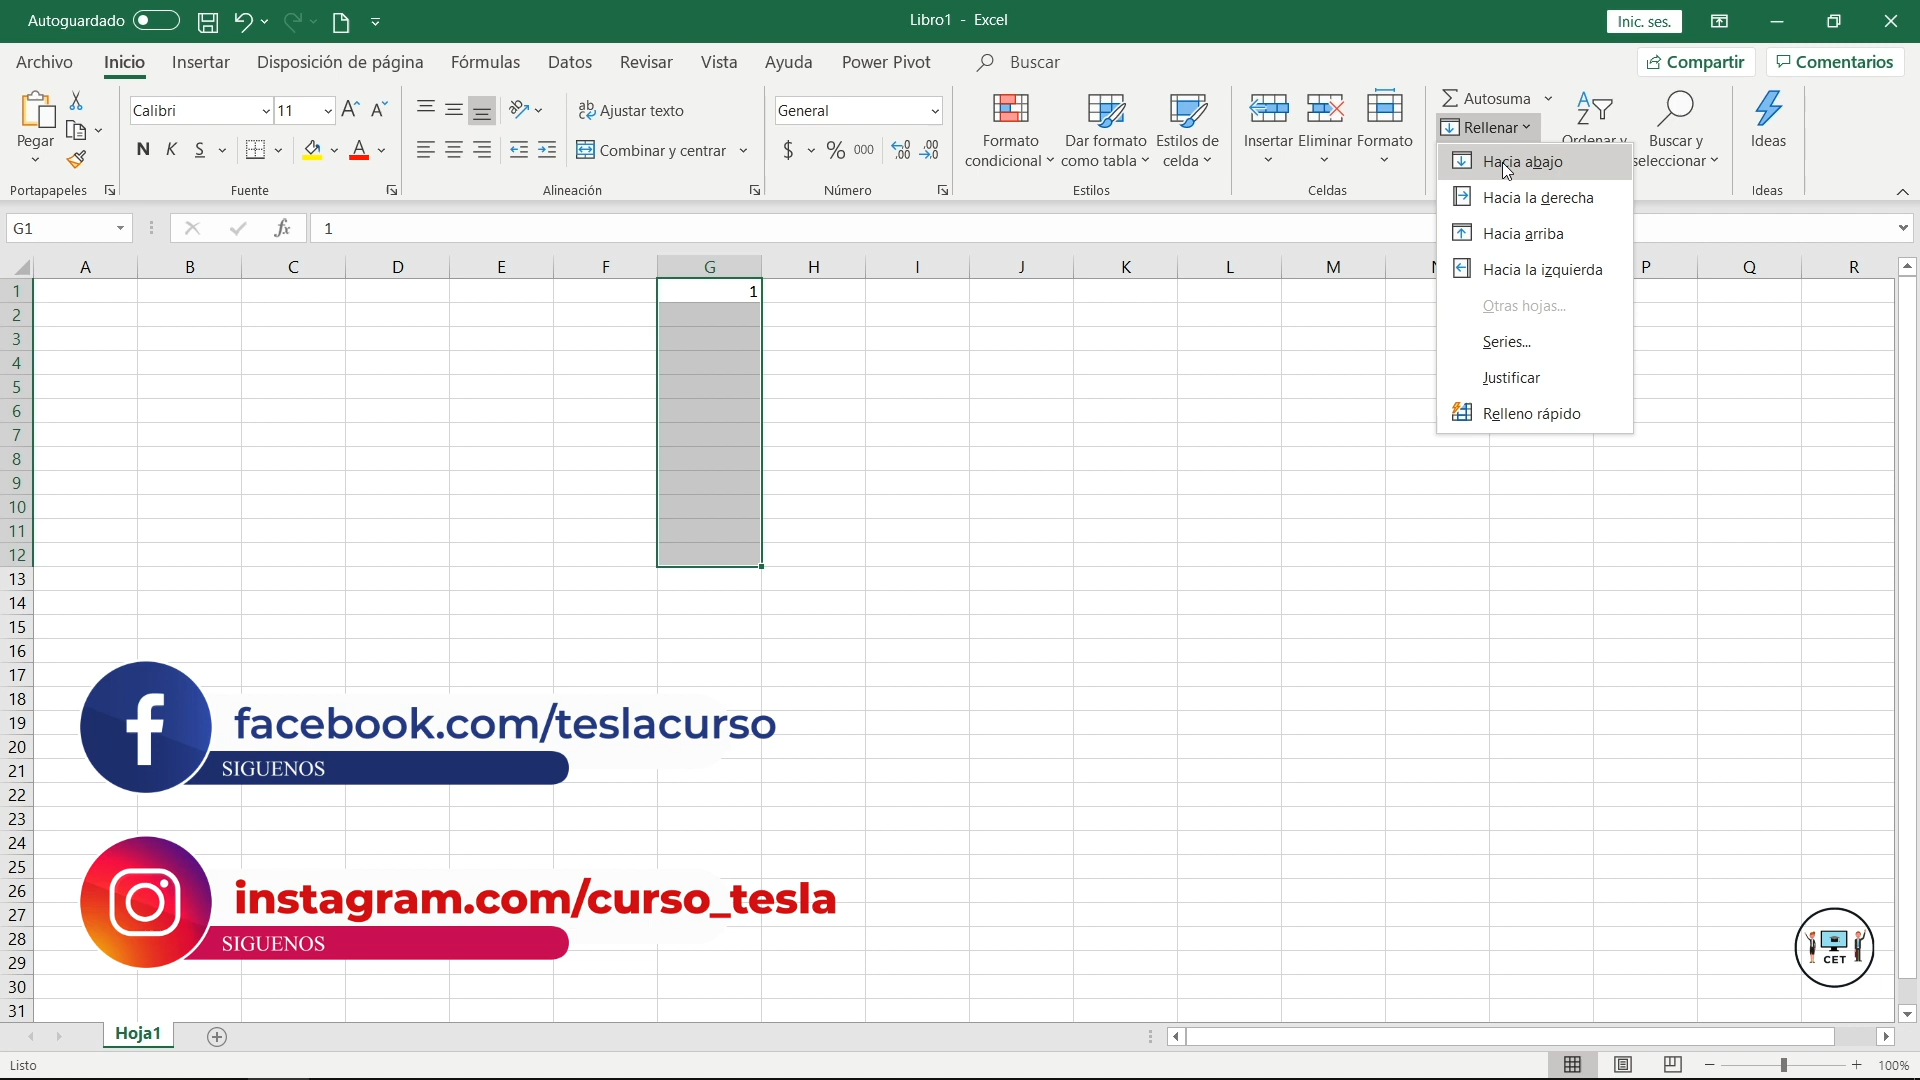 Autoguardado
Libro1 - Excel
Inic. ses.
Archivo Inicio Insertar Disposición de página Fórmulas Datos Revisar Vista Ayuda Power Pivot Buscar
Compartir Comentarios
Pegar
Portapapeles
Calibri 11
N K S
Fuente
Ajustar texto
Combinar y centrar
Alineación
General
$ % 000
Número
Formato condicional
Dar formato como tabla
Estilos de celda
Estilos
Insertar Eliminar Formato
Celdas
Autosuma
Rellenar
Ordenar y
Buscar y
seleccionar
Ideas
Ideas
Hacia abajo
Hacia la derecha
Hacia arriba
Hacia la izquierda
Otras hojas...
Series...
Justificar
Relleno rápido
G1
fx
1
A B C D E F G H I J K L M N P Q R
1 1
2
3
4
5
6
7
8
9
10
11
12
13
14
15
16
17
18
19
20
21
22
23
24
25
26
27
28
29
30
31
facebook.com/teslacurso
SIGUENOS
instagram.com/curso_tesla
SIGUENOS
CET
Hoja1
Listo
100%